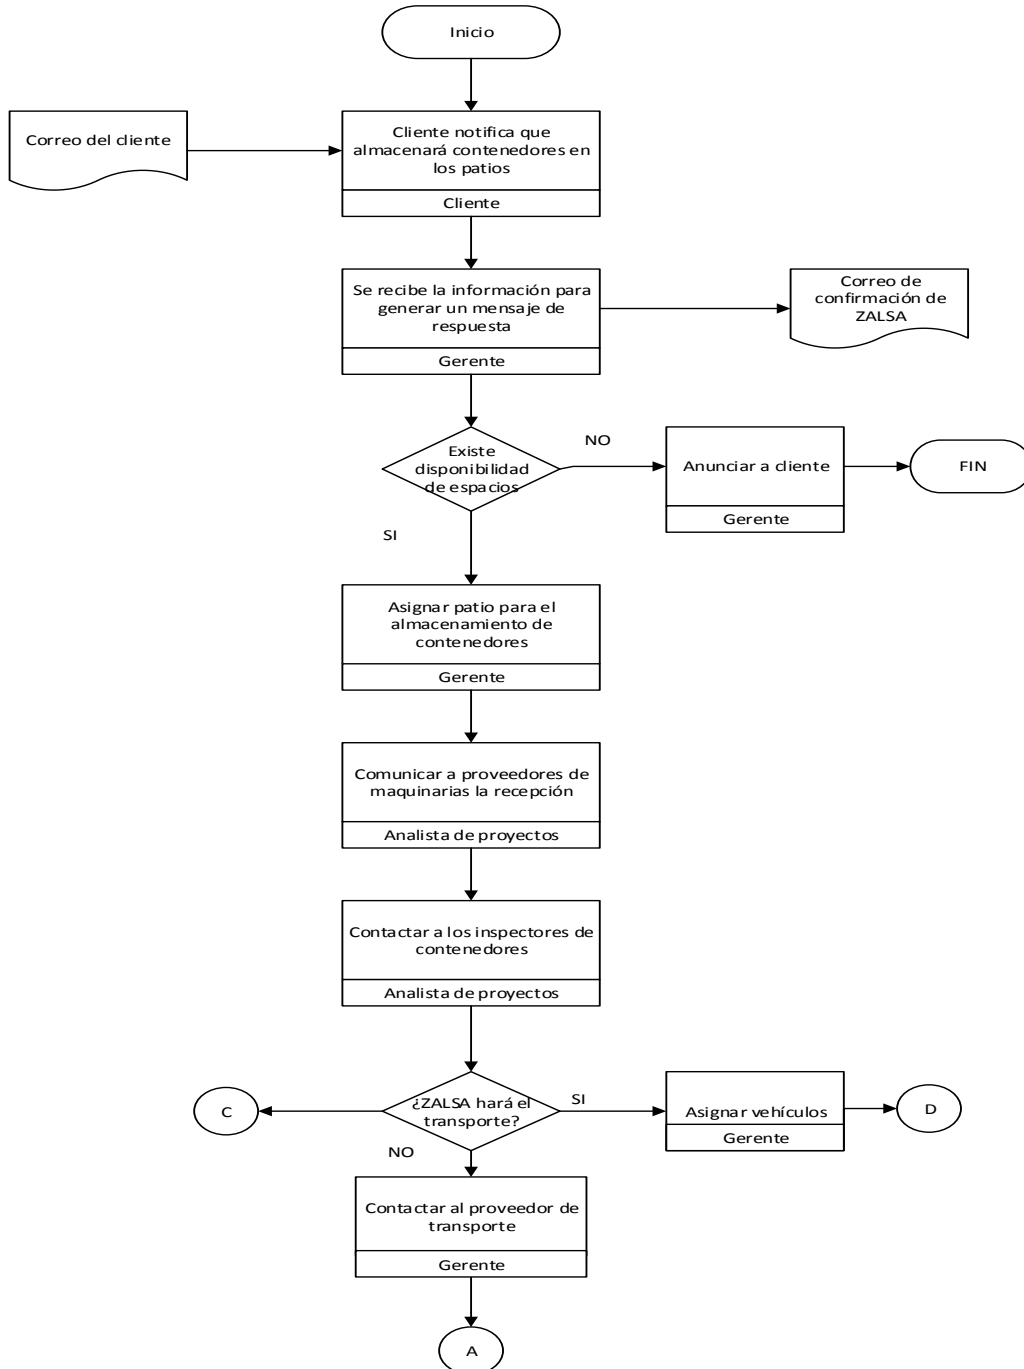 Inicio
Correo del cliente
Cliente notifica que
almacenará contenedores en
los patios
Cliente
Se recibe la información para
generar un mensaje de
respuesta
Gerente
Correo de
confirmación de
ZALSA
Existe
disponibilidad
de espacios
NO
Anunciar a cliente
Gerente
FIN
SI
Asignar patio para el
almacenamiento de
contenedores
Gerente
Comunicar a proveedores de
maquinarias la recepción
Analista de proyectos
Contactar a los inspectores de
contenedores
Analista de proyectos
C
¿ZALSA hará el
transporte?
SI
Asignar vehículos
Gerente
D
NO
Contactar al proveedor de
transporte
Gerente
A